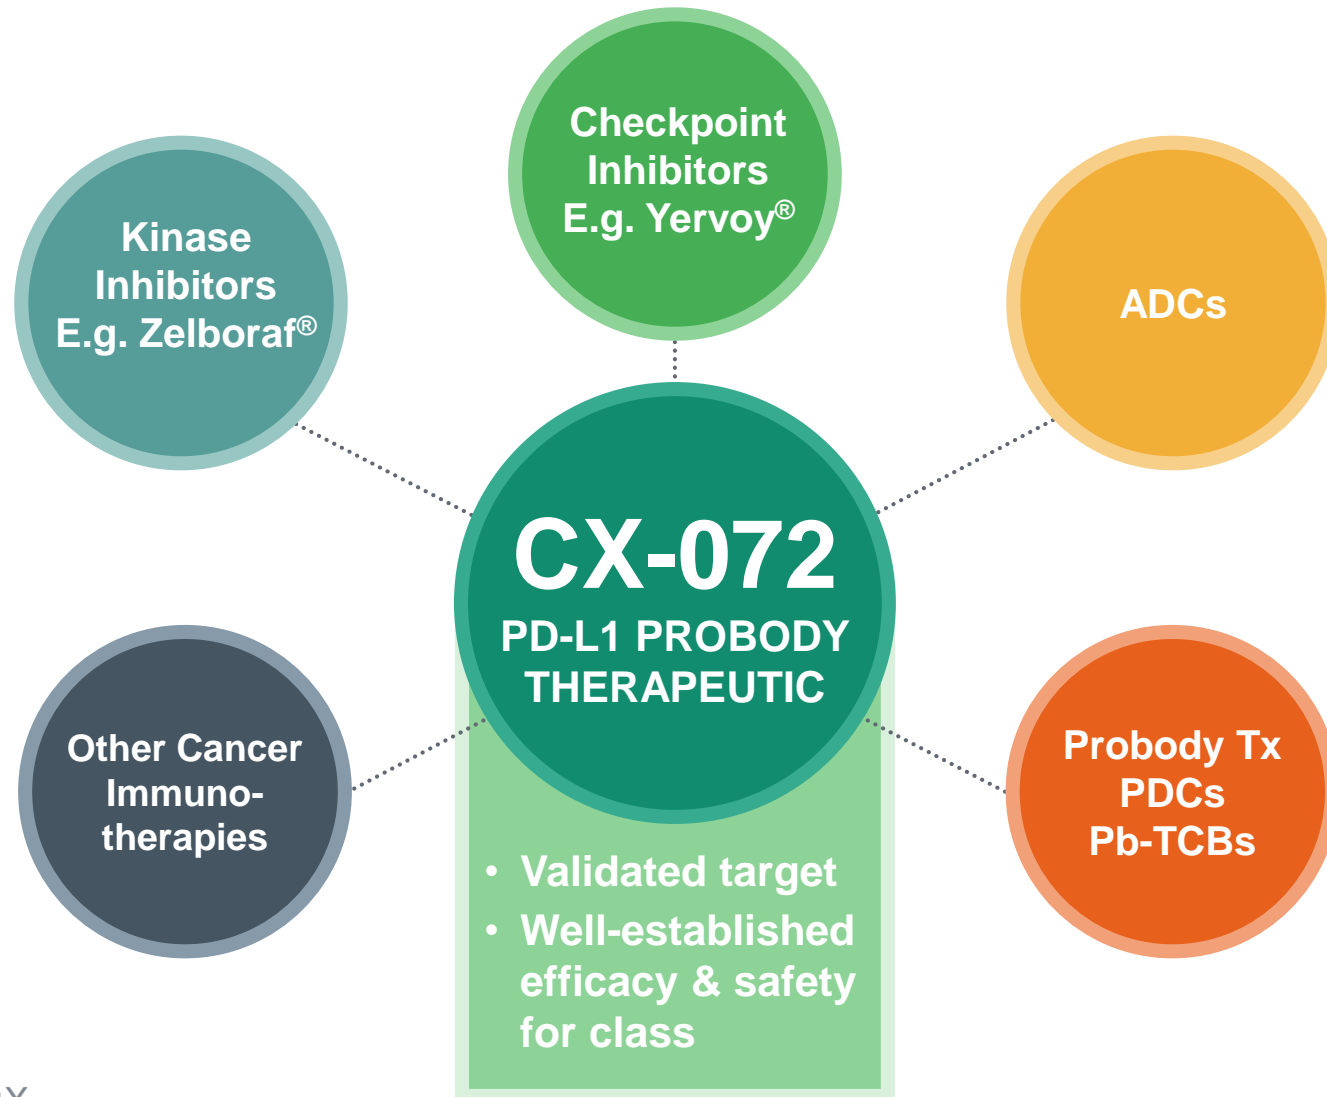 Checkpoint
Inhibitors
E.g. Yervoy®
Kinase
Inhibitors
E.g. Zelboraf®
ADCs
CX-072
PD-L1 PROBODY
THERAPEUTIC
Other Cancer
Immuno-
therapies
Probody Tx
PDCs
Pb-TCBs
• Validated target
• Well-established
efficacy & safety
for class